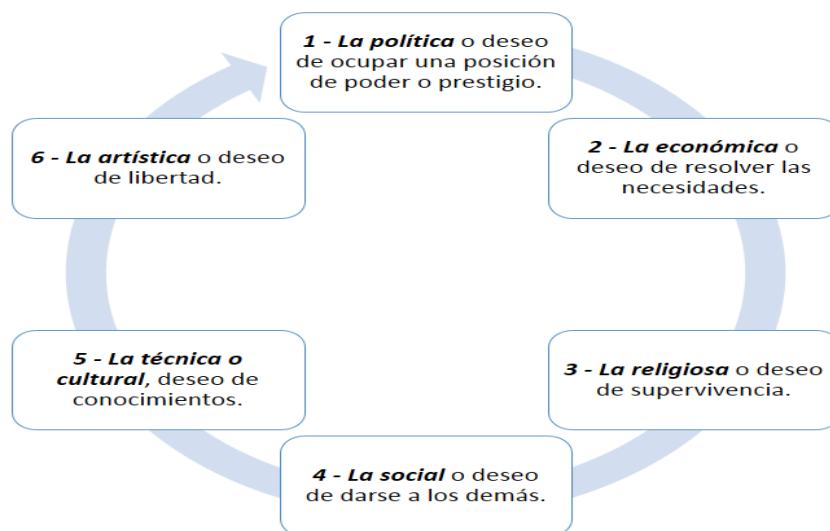 1 - La política o deseo
de ocupar una posición
de poder o prestigio.
2 - La económica o
deseo de resolver las
necesidades.
3 - La religiosa o deseo
de supervivencia.
4 - La social o deseo
de darse a los demás.
5 - La técnica o
cultural, deseo de
conocimientos.
6 - La artística o deseo
de libertad.